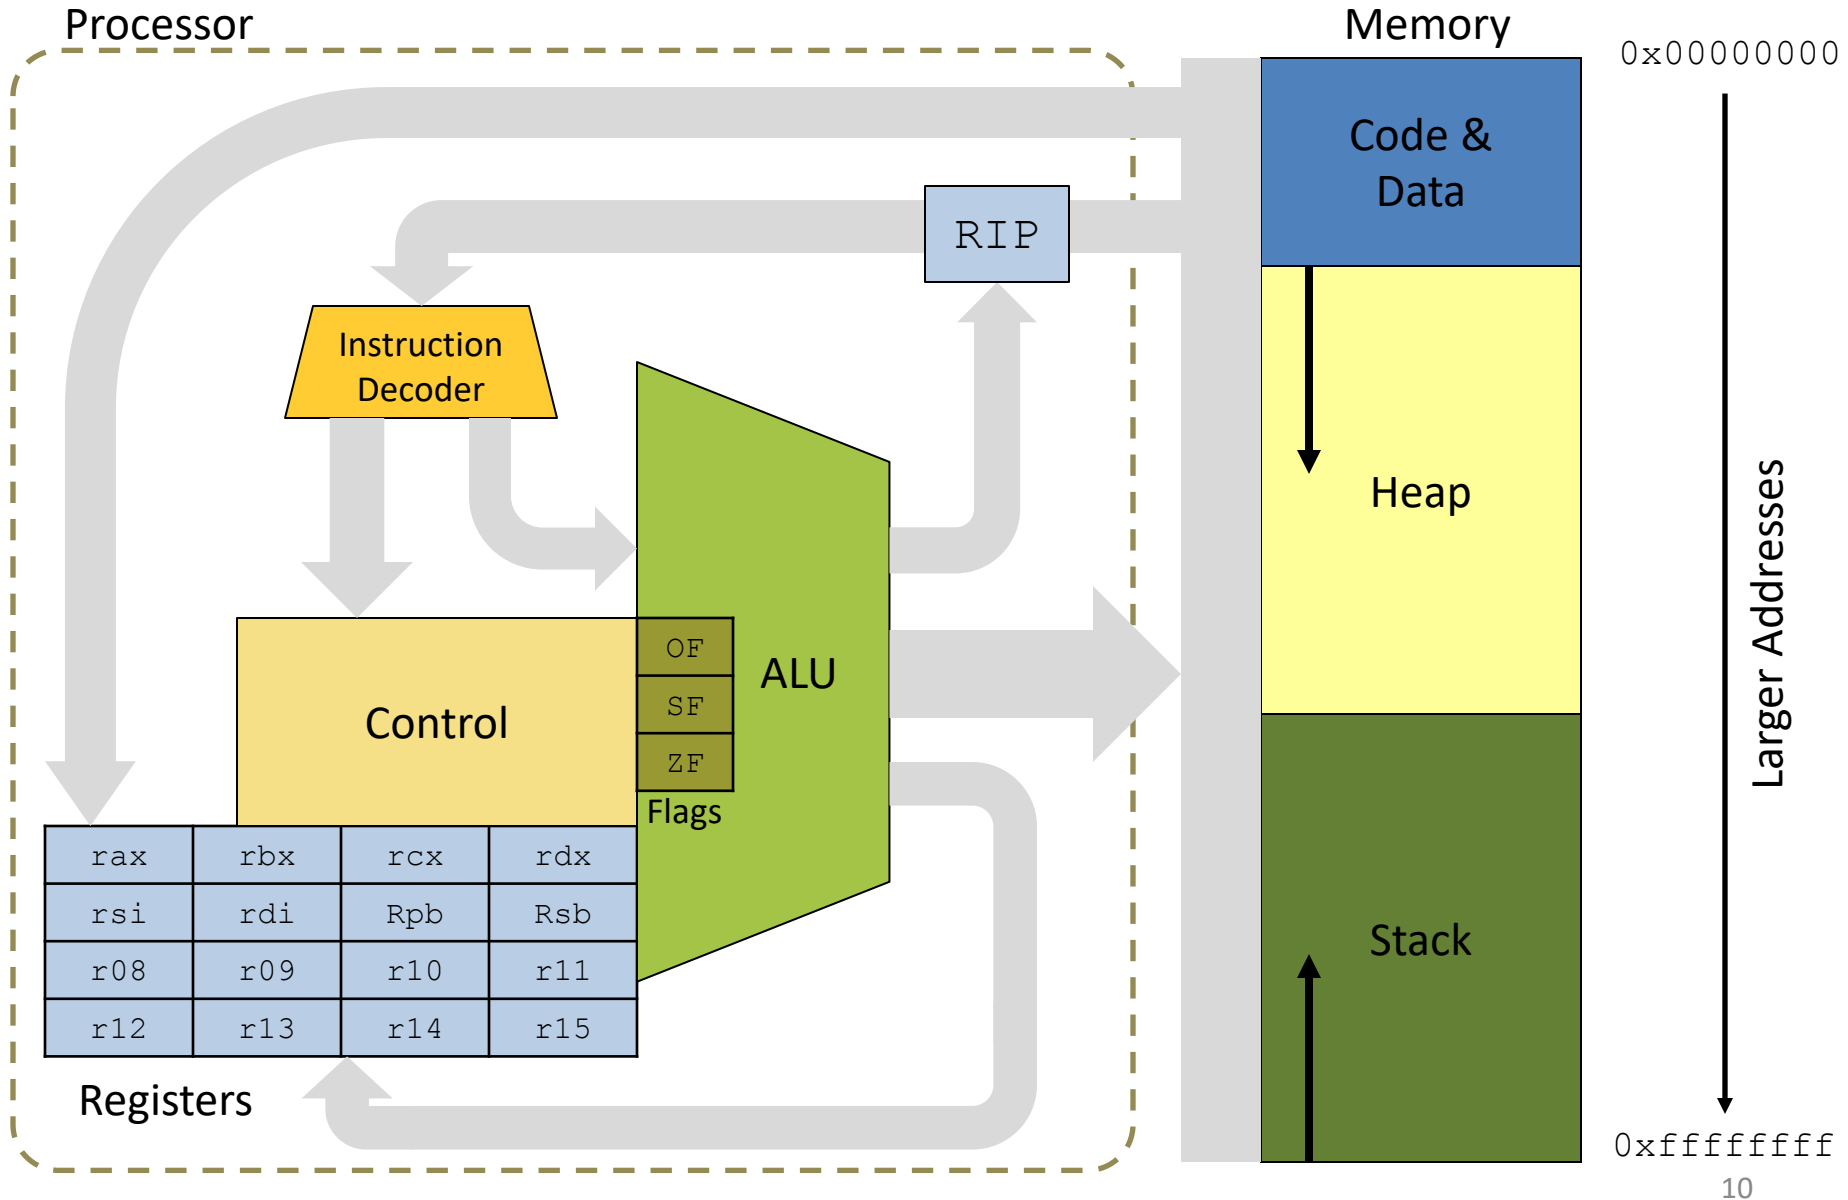 Processor
Memory
0x00000000
Code &
Data
RIP
Instruction
Decoder
Heap
Larger Addresses
OF
ALU
SF
Control
ZF
Flags
rax rbx rcx rdx
rsi rdi Rpb Rsb
Stack
r08 r09 r10 r11
r12 r13 r14 r15
Registers
0xffffffff
10